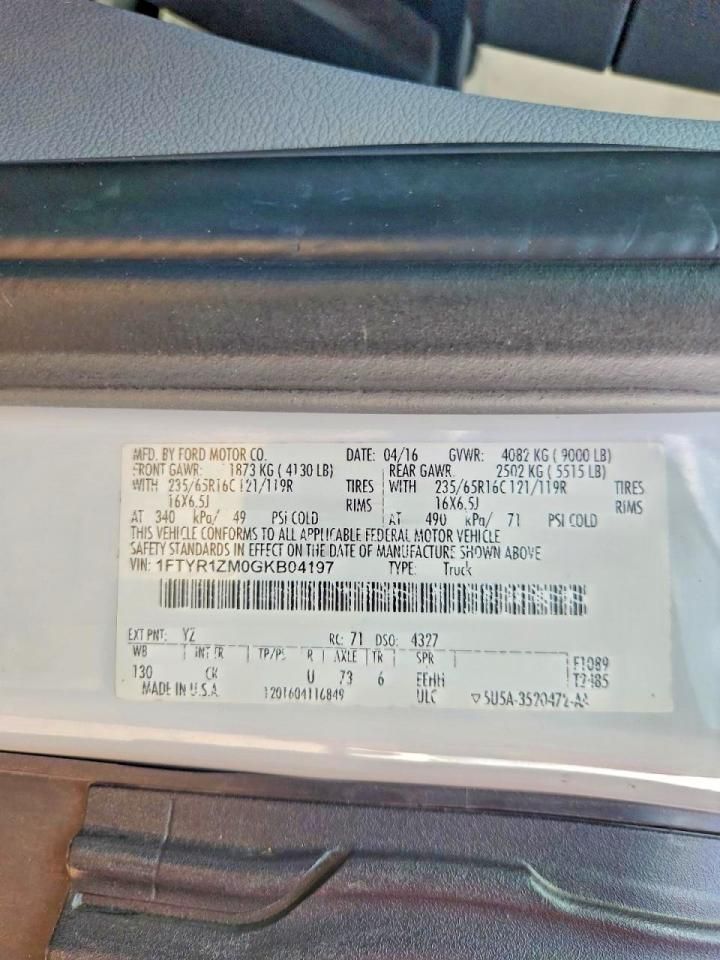 MFD. BY FORD MOTOR CO. DATE: 04/16 GVWR: 4082 KG ( 9000 LB)
FRONT GAWR: 1873 KG ( 4130 LB) REAR GAWR: 2502 KG ( 5515 LB)
WITH 235/65R16C 121/119R TIRES WITH 235/65R16C 121/119R TIRES
16X6.5J RIMS 16X6.5J RIMS
AT 340 kPa/ 49 PSI COLD AT 490 kPa/ 71 PSI COLD
THIS VEHICLE CONFORMS TO ALL APPLICABLE FEDERAL MOTOR VEHICLE
SAFETY STANDARDS IN EFFECT ON THE DATE OF MANUFACTURE SHOWN ABOVE
VIN: 1FTYR1ZM0GKB04197 TYPE: Truck
EXT PNT: YZ RC: 71 DSO: 4327
WB INT TR TP/PS R AXLE TR SPR F1089
130 CK U 73 6 EEHH T2485
MADE IN U.S.A. 1201604116849 ULC ▽5U5A-3520472-AA